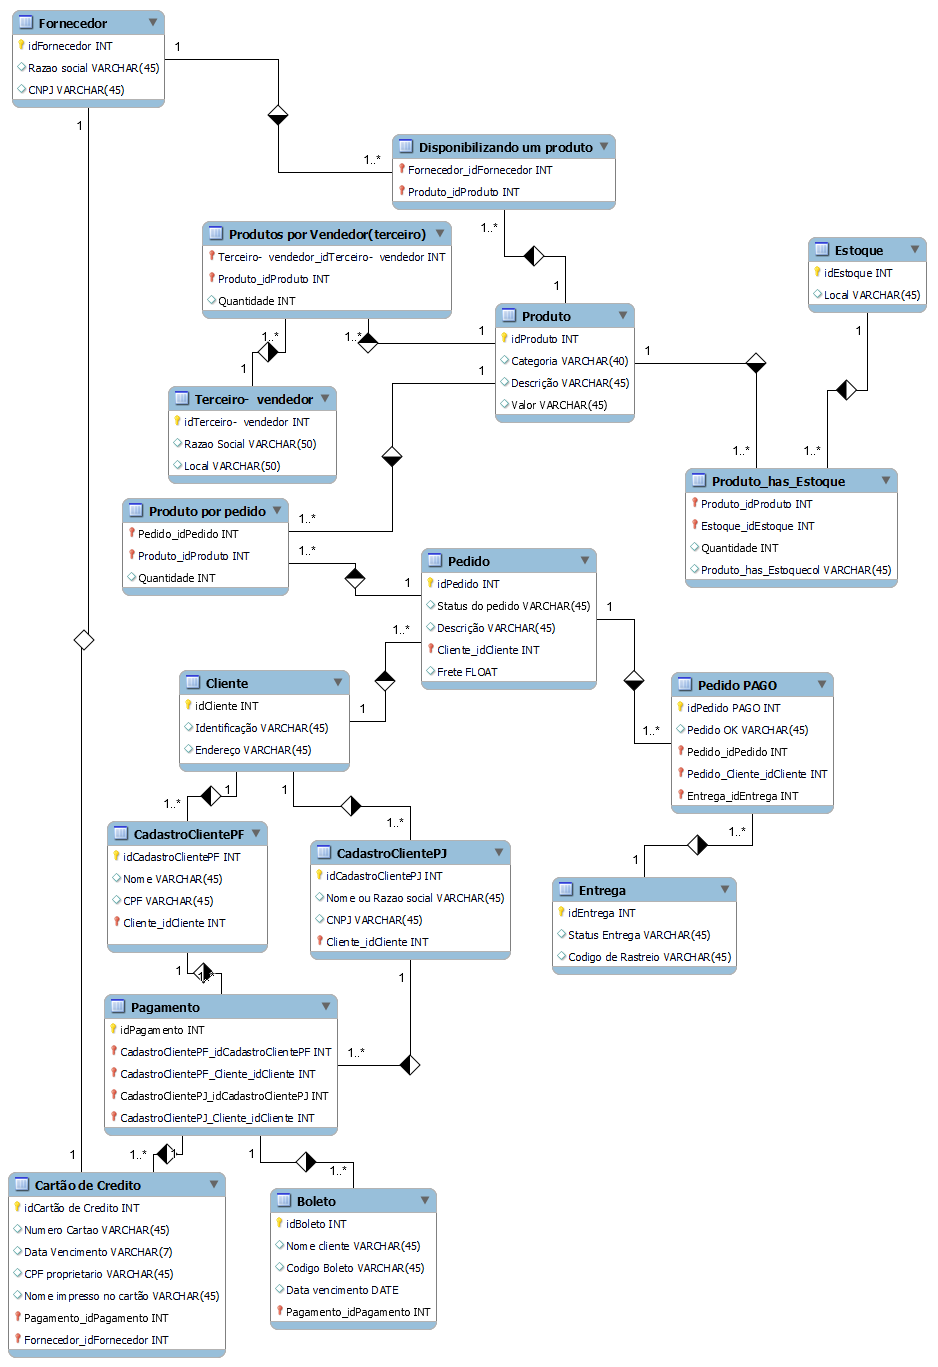 Fornecedor
idFornecedor INT
Razao social VARCHAR(45)
CNPJ VARCHAR(45)
1
1
1..*
Disponibilizando um produto
Fornecedor_idFornecedor INT
Produto_idProduto INT
1..*
1
Produtos por Vendedor(terceiro)
Terceiro- vendedor_idTerceiro- vendedor INT
Produto_idProduto INT
Quantidade INT
1..*
1
1..*
1
Estoque
idEstoque INT
Local VARCHAR(45)
1
Produto
idProduto INT
Categoria VARCHAR(40)
Descrição VARCHAR(45)
Valor VARCHAR(45)
1
1
Terceiro- vendedor
idTerceiro- vendedor INT
Razao Social VARCHAR(50)
Local VARCHAR(50)
1..*
1..*
Produto_has_Estoque
Produto_idProduto INT
Estoque_idEstoque INT
Quantidade INT
Produto_has_Estoquecol VARCHAR(45)
Produto por pedido
Pedido_idPedido INT
Produto_idProduto INT
Quantidade INT
1..*
1..*
1
Pedido
idPedido INT
Status do pedido VARCHAR(45)
Descrição VARCHAR(45)
Cliente_idCliente INT
Frete FLOAT
1
1..*
1..*
1
Cliente
idCliente INT
Identificação VARCHAR(45)
Endereço VARCHAR(45)
1
1..*
1
1..*
Pedido PAGO
idPedido PAGO INT
Pedido OK VARCHAR(45)
Pedido_idPedido INT
Pedido_Cliente_idCliente INT
Entrega_idEntrega INT
1..*
1
CadastroClientePF
idCadastroClientePF INT
Nome VARCHAR(45)
CPF VARCHAR(45)
Cliente_idCliente INT
1
CadastroClientePJ
idCadastroClientePJ INT
Nome ou Razao social VARCHAR(45)
CNPJ VARCHAR(45)
Cliente_idCliente INT
1
1..*
Entrega
idEntrega INT
Status Entrega VARCHAR(45)
Codigo de Rastreio VARCHAR(45)
Pagamento
idPagamento INT
CadastroClientePF_idCadastroClientePF INT
CadastroClientePF_Cliente_idCliente INT
CadastroClientePJ_idCadastroClientePJ INT
CadastroClientePJ_Cliente_idCliente INT
1
1..*
1
1
1..*
Cartão de Credito
idCartão de Credito INT
Numero Cartao VARCHAR(45)
Data Vencimento VARCHAR(7)
CPF proprietario VARCHAR(45)
Nome impresso no cartão VARCHAR(45)
Pagamento_idPagamento INT
Fornecedor_idFornecedor INT
Boleto
idBoleto INT
Nome cliente VARCHAR(45)
Codigo Boleto VARCHAR(45)
Data vencimento DATE
Pagamento_idPagamento INT